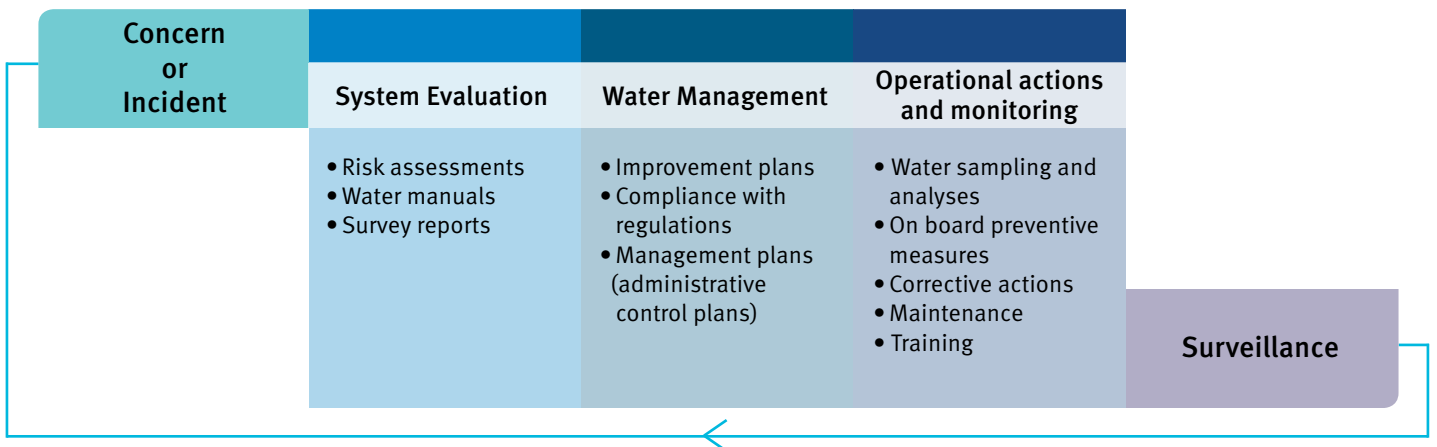 Concern
or
Incident
System Evaluation
• Risk assessments
• Water manuals
• Survey reports
Water Management
• Improvement plans
• Compliance with
regulations
• Management plans
(administrative
control plans)
Operational actions
and monitoring
• Water sampling and
analyses
• On board preventive
measures
• Corrective actions
• Maintenance
• Training
Surveillance